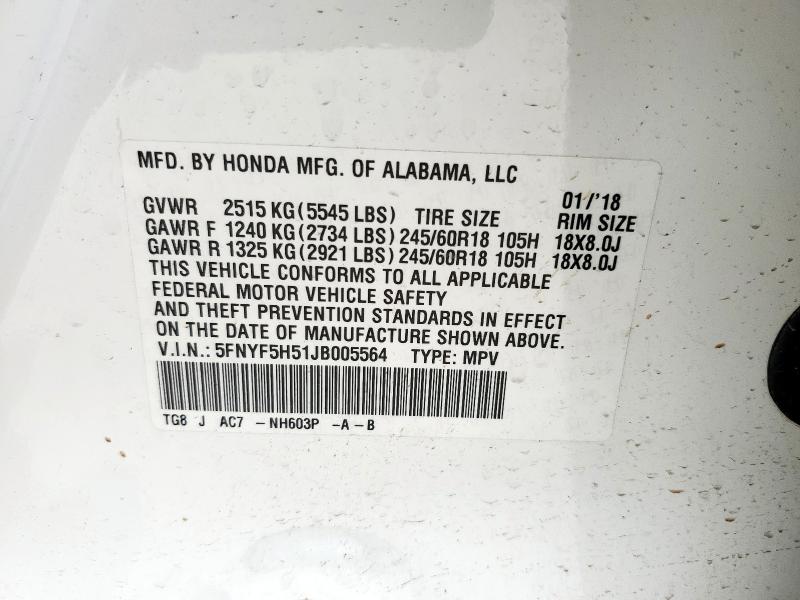 MFD. BY HONDA MFG. OF ALABAMA, LLC
01/'18
GVWR 2515 KG(5545 LBS) TIRE SIZE RIM SIZE
GAWR F 1240 KG(2734 LBS) 245/60R18 105H 18X8.0J
GAWR R 1325 KG(2921 LBS) 245/60R18 105H 18X8.0J
THIS VEHICLE CONFORMS TO ALL APPLICABLE
FEDERAL MOTOR VEHICLE SAFETY
AND THEFT PREVENTION STANDARDS IN EFFECT
ON THE DATE OF MANUFACTURE SHOWN ABOVE.
V.I.N.: 5FNYF5H51JB005564 TYPE: MPV
TG8 J AC7 -NH603P -A-B